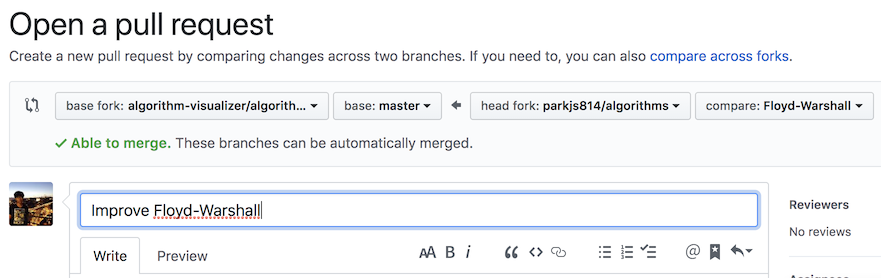 Open a pull request
Create a new pull request by comparing changes across two branches. If you need to, you can also compare across forks.
base fork: algorithm-visualizer/algorith... base: master head fork: parkjs814/algorithms compare: Floyd-Warshall
Able to merge. These branches can be automatically merged.
Improve Floyd-Warshall
Reviewers
No reviews
Write Preview AA B i @